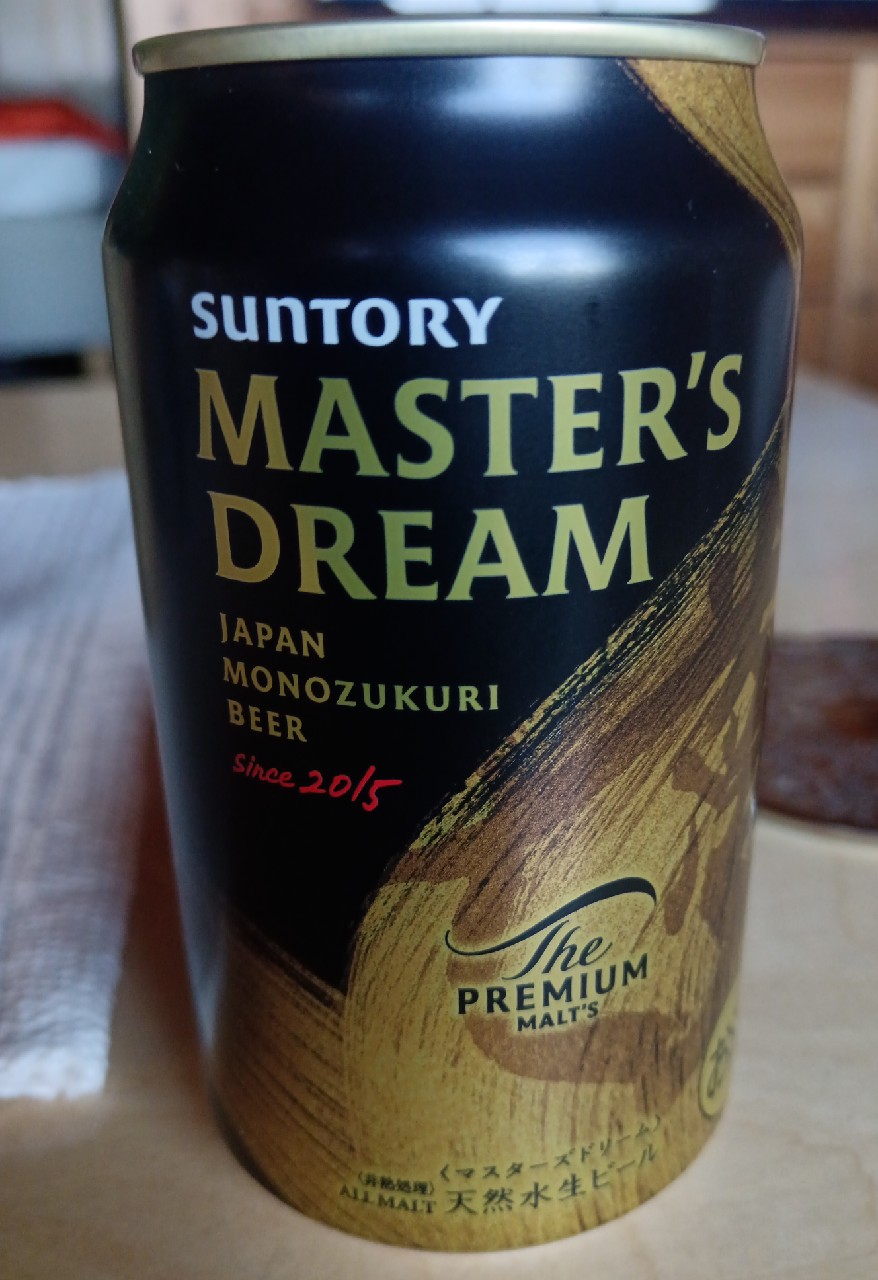 SUNTORY
MASTER'S
DREAM
JAPAN
MONOZUKURI
BEER
since 2015
The
PREMIUM
MALT'S
〈マスターズドリーム〉
(非熱処理)
ALL MALT 天然水生ビール